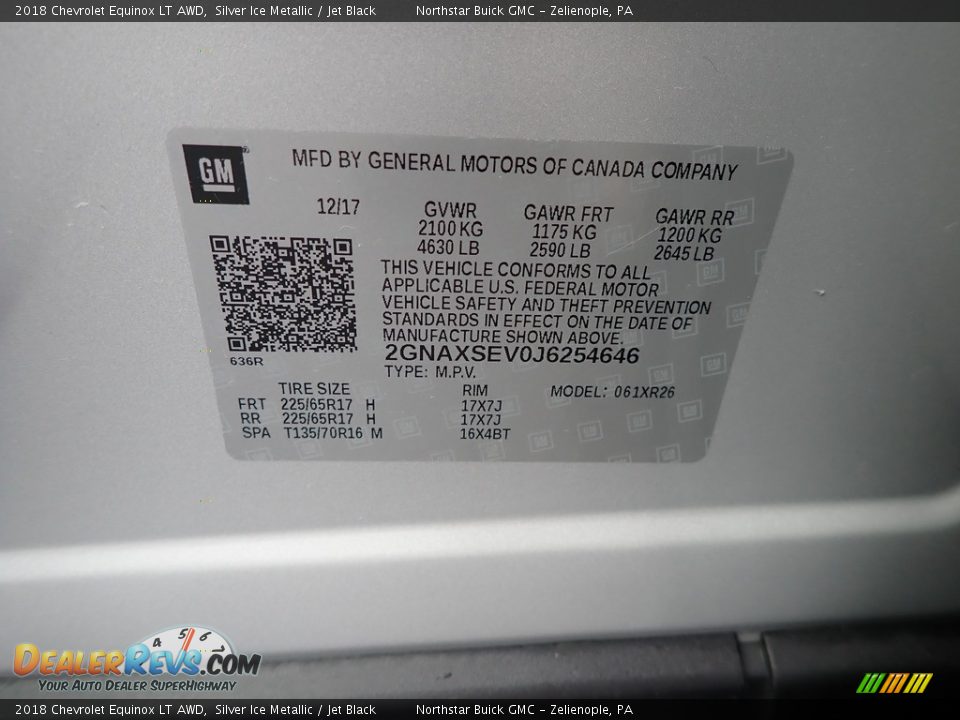 2018 Chevrolet Equinox LT AWD, Silver Ice Metallic / Jet Black Northstar Buick GMC - Zelienople, PA
GM
MFD BY GENERAL MOTORS OF CANADA COMPANY
12/17 GVWR GAWR FRT GAWR RR
2100 KG 1175 KG 1200 KG
4630 LB 2590 LB 2645 LB
THIS VEHICLE CONFORMS TO ALL
APPLICABLE U.S. FEDERAL MOTOR
VEHICLE SAFETY AND THEFT PREVENTION
STANDARDS IN EFFECT ON THE DATE OF
MANUFACTURE SHOWN ABOVE.
2GNAXSEV0J6254646
636R
TYPE: M.P.V.
TIRE SIZE RIM MODEL: 061XR26
FRT 225/65R17 H 17X7J
RR 225/65R17 H 17X7J
SPA T135/70R16 M 16X4BT
4 5 6 7
DEALERREVS.COM
YOUR AUTO DEALER SUPERHIGHWAY
2018 Chevrolet Equinox LT AWD, Silver Ice Metallic / Jet Black Northstar Buick GMC - Zelienople, PA